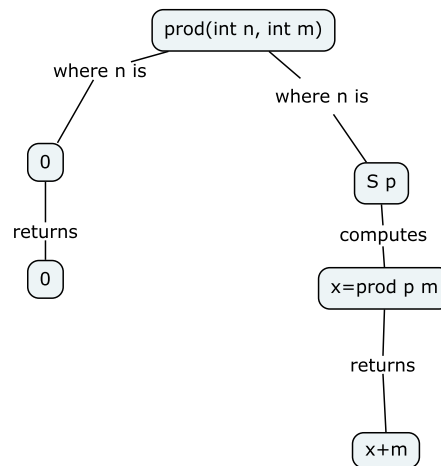 prod(int n, int m)
where n is
where n is
0
S p
returns
computes
0
x=prod p m
returns
x+m